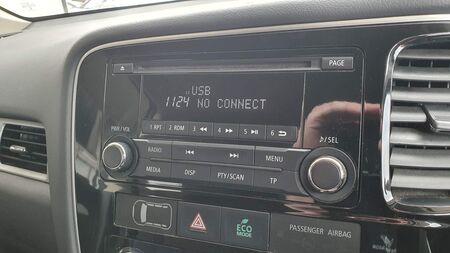 PAGE
USB
1124 NO CONNECT
PWR/VOL
1 RPT
2 RDM
3 ◄◄
4 ►►
5 ►II
6
♪/SEL
RADIO
MENU
MEDIA
DISP
PTY/SCAN
TP
ECO
MODE
PASSENGER AIRBAG